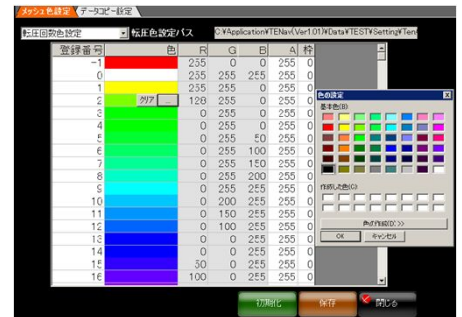 メッシュ色設定 データコピー設定
転圧回数色設定 転圧色設定パス C:¥Application¥TENav(Ver1.01)¥Data¥TEST¥Setting¥Ten
登録番号 色 R G B A 枠
-1 255 0 0 255 0
0 255 255 255 255 0
1 255 255 0 255 0
2 クリア ... 128 255 0 255 0
3 0 255 0 255 0
4 0 255 0 255 0
5 0 255 50 255 0
6 0 255 100 255 0
7 0 255 150 255 0
8 0 255 200 255 0
9 0 255 255 255 0
10 0 200 255 255 0
11 0 150 255 255 0
12 0 100 255 255 0
13 0 0 255 255 0
14 0 0 255 255 0
15 50 0 255 255 0
16 100 0 255 255 0
色の設定
基本色(B):
作成した色(C):
色の作成(D) >>
OK キャンセル
初期化 保存 閉じる